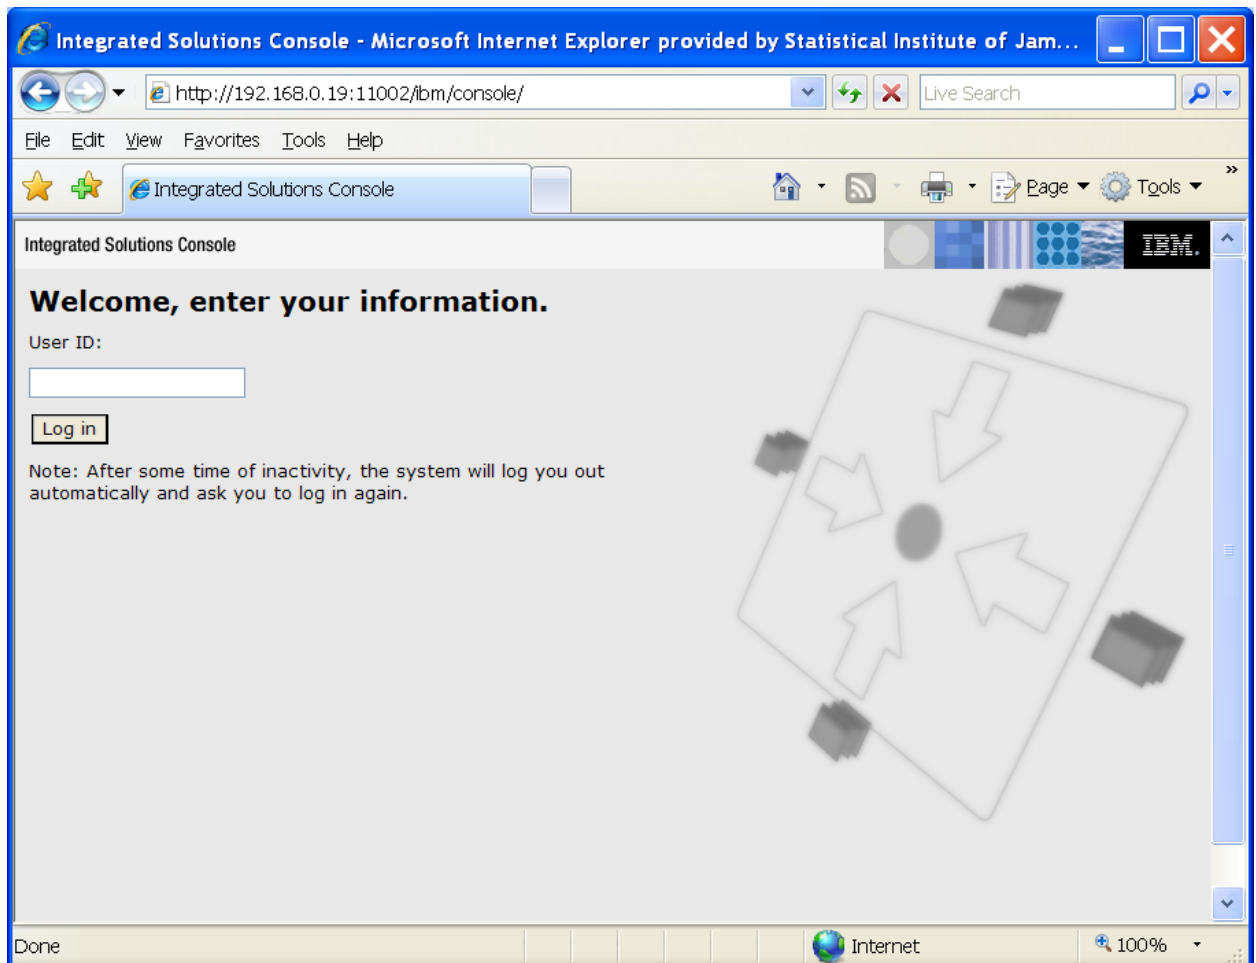 Integrated Solutions Console - Microsoft Internet Explorer provided by Statistical Institute of Jam...
http://192.168.0.19:11002/ibm/console/
Live Search
File Edit View Favorites Tools Help
Integrated Solutions Console
Page Tools »
Integrated Solutions Console
IBM.
Welcome, enter your information.
User ID:
Log in
Note: After some time of inactivity, the system will log you out
automatically and ask you to log in again.
Done
Internet
100%